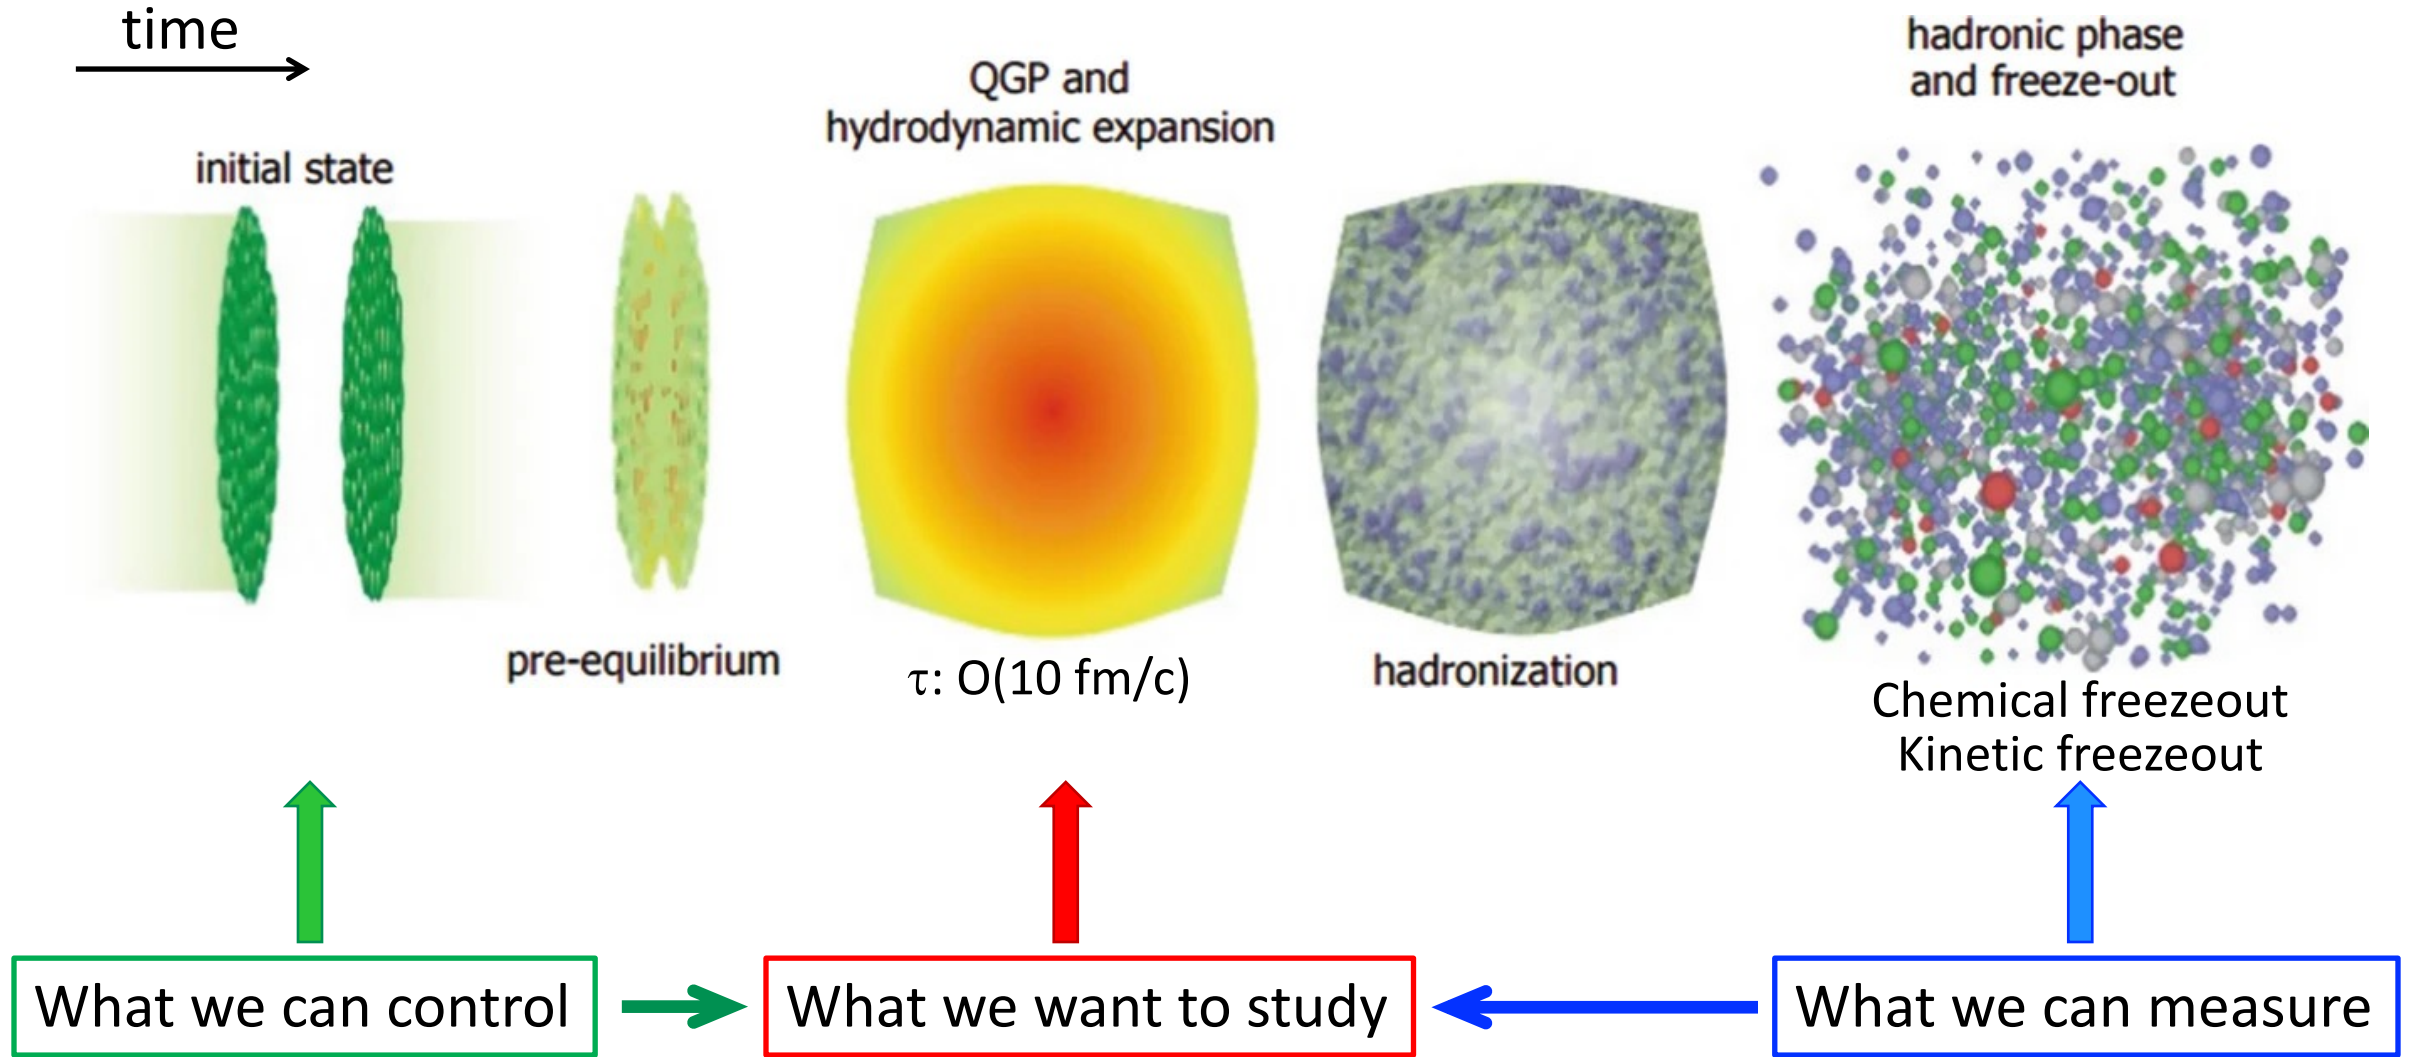 time
initial state
pre-equilibrium
QGP and
hydrodynamic expansion
τ: O(10 fm/c)
hadronization
hadronic phase
and freeze-out
Chemical freezeout
Kinetic freezeout
What we can control
What we want to study
What we can measure